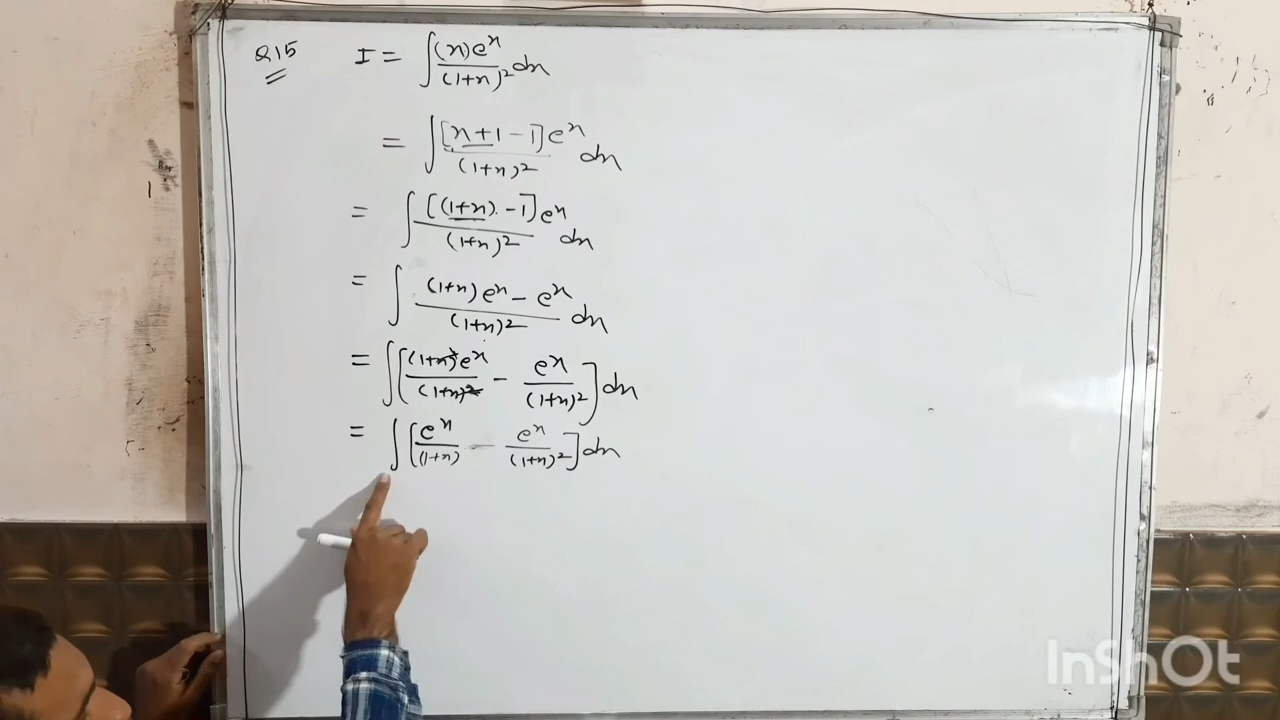 Q.15 I = ∫ (x)eˣ/(1+x)² dx
= ∫ [x+1-1]eˣ/(1+x)² dx
= ∫ [(1+x)-1]eˣ/(1+x)² dx
= ∫ (1+x)eˣ - eˣ/(1+x)² dx
= ∫ [(1+x)eˣ/(1+x)² - eˣ/(1+x)²] dx
= ∫ [eˣ/(1+x) - eˣ/(1+x)²] dx
InShOt